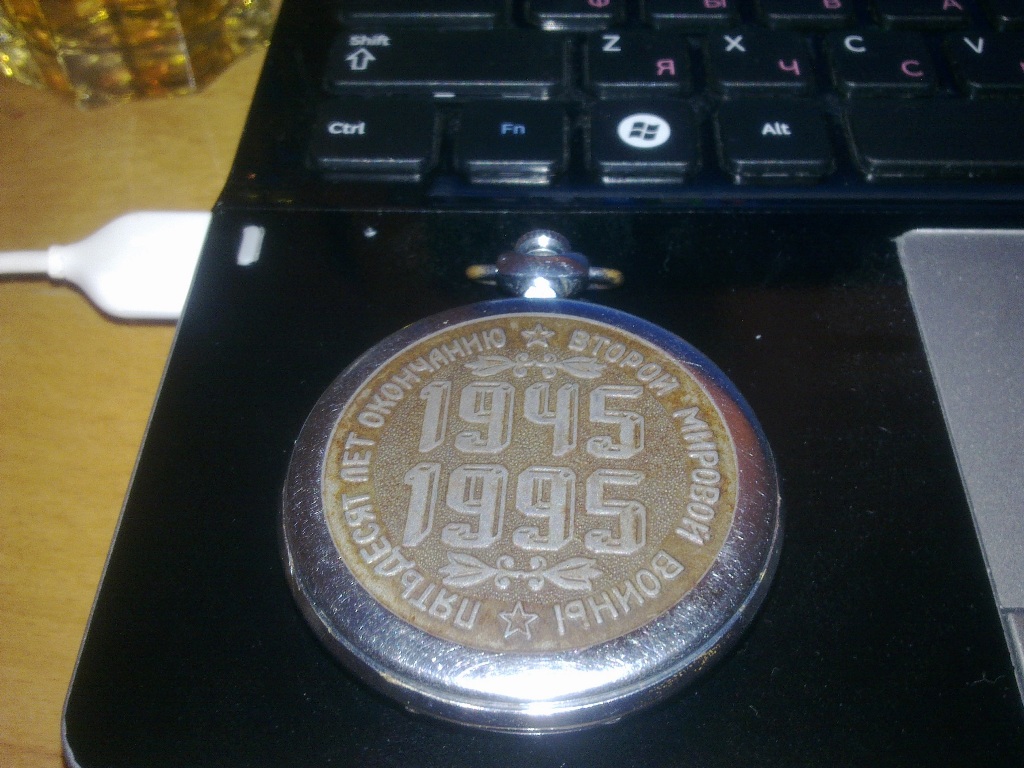 Ф Ы В А
Shift Z Я X Ч C С V
Ctrl Fn Alt
ПЯТЬДЕСЯТ ЛЕТ ОКОНЧАНИЮ ВТОРОЙ МИРОВОЙ ВОЙНЫ
1945
1995